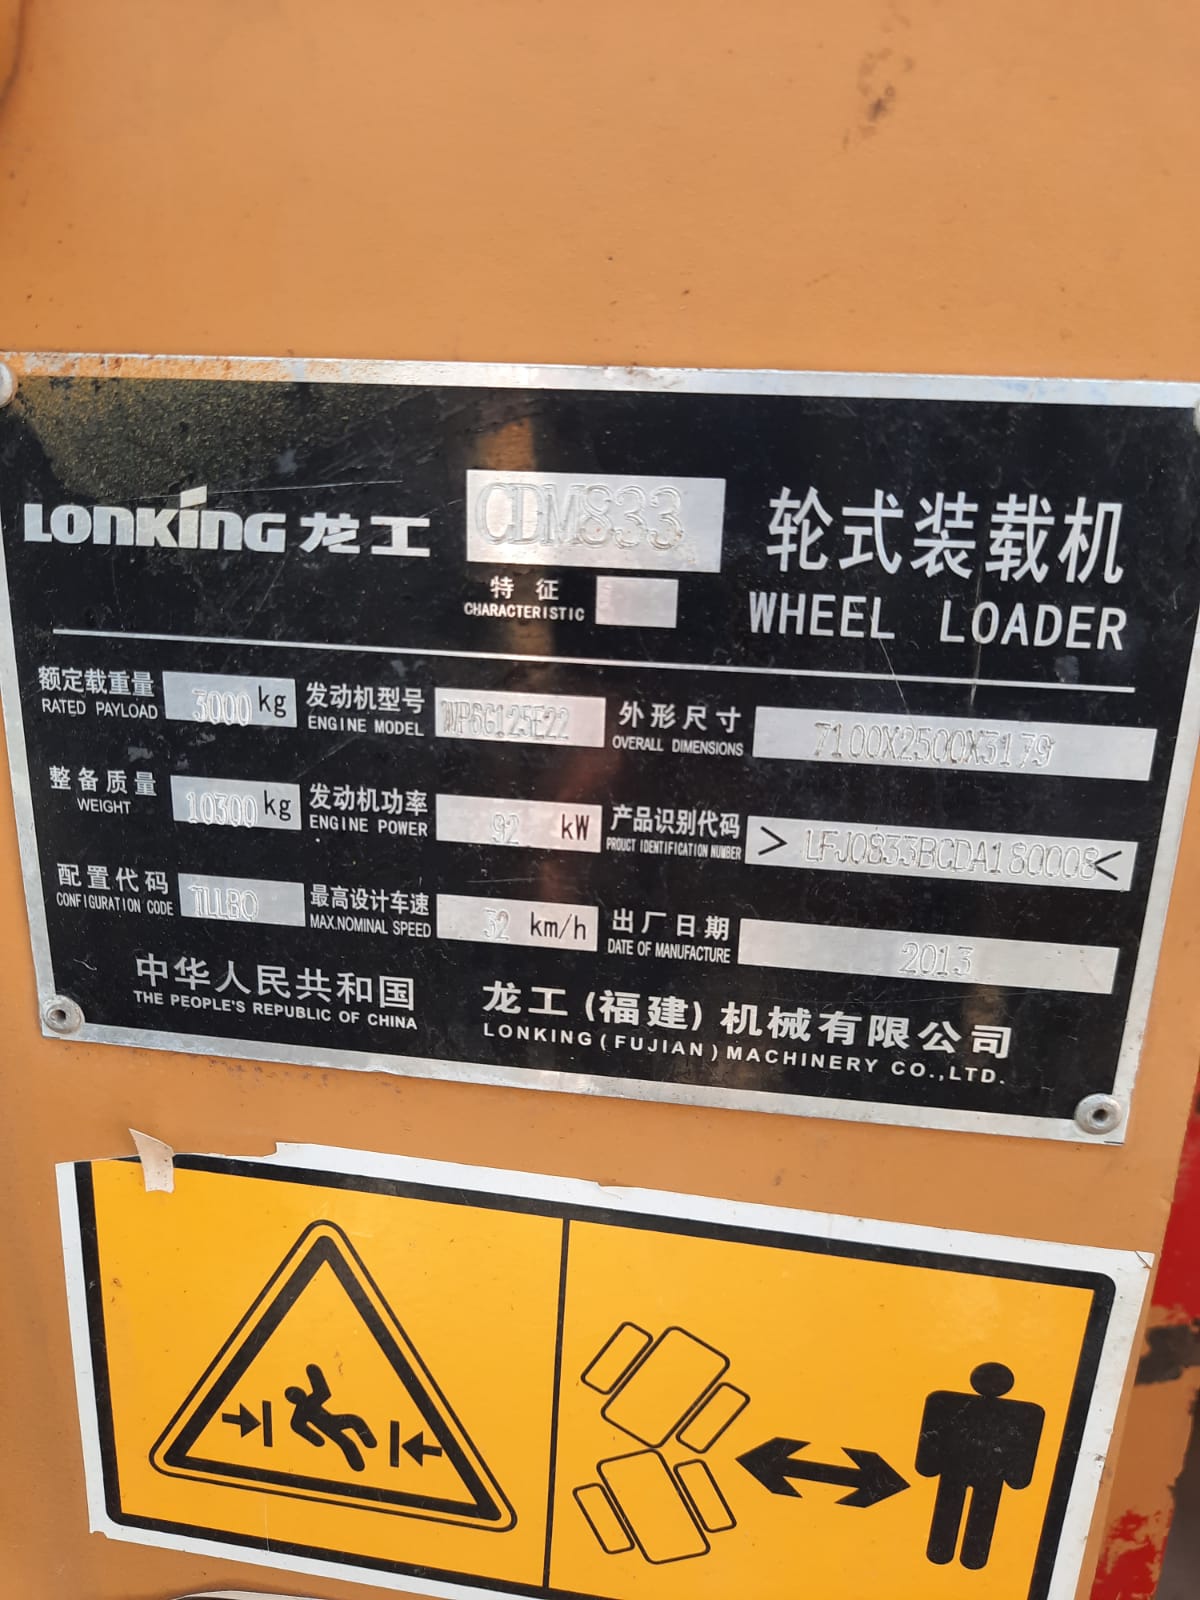 LONKING 龙工 CDM833 轮式装载机
特征
CHARACTERISTIC
WHEEL LOADER
额定载重量 3000 kg
RATED PAYLOAD
发动机型号 WP6G125E22
ENGINE MODEL
外形尺寸 7100X2500X3179
OVERALL DIMENSIONS
整备质量 10300 kg
WEIGHT
发动机功率 92 kW
ENGINE POWER
产品识别代码 > LFJ0833BCDA180008 <
PROUCT IDENTIFICATION NUMBER
配置代码 TLLBO
CONFIGURATION CODE
最高设计车速 32 km/h
MAX.NOMINAL SPEED
出厂日期 2013
DATE OF MANUFACTURE
中华人民共和国
THE PEOPLE'S REPUBLIC OF CHINA
龙工(福建)机械有限公司
LONKING(FUJIAN)MACHINERY CO.,LTD.